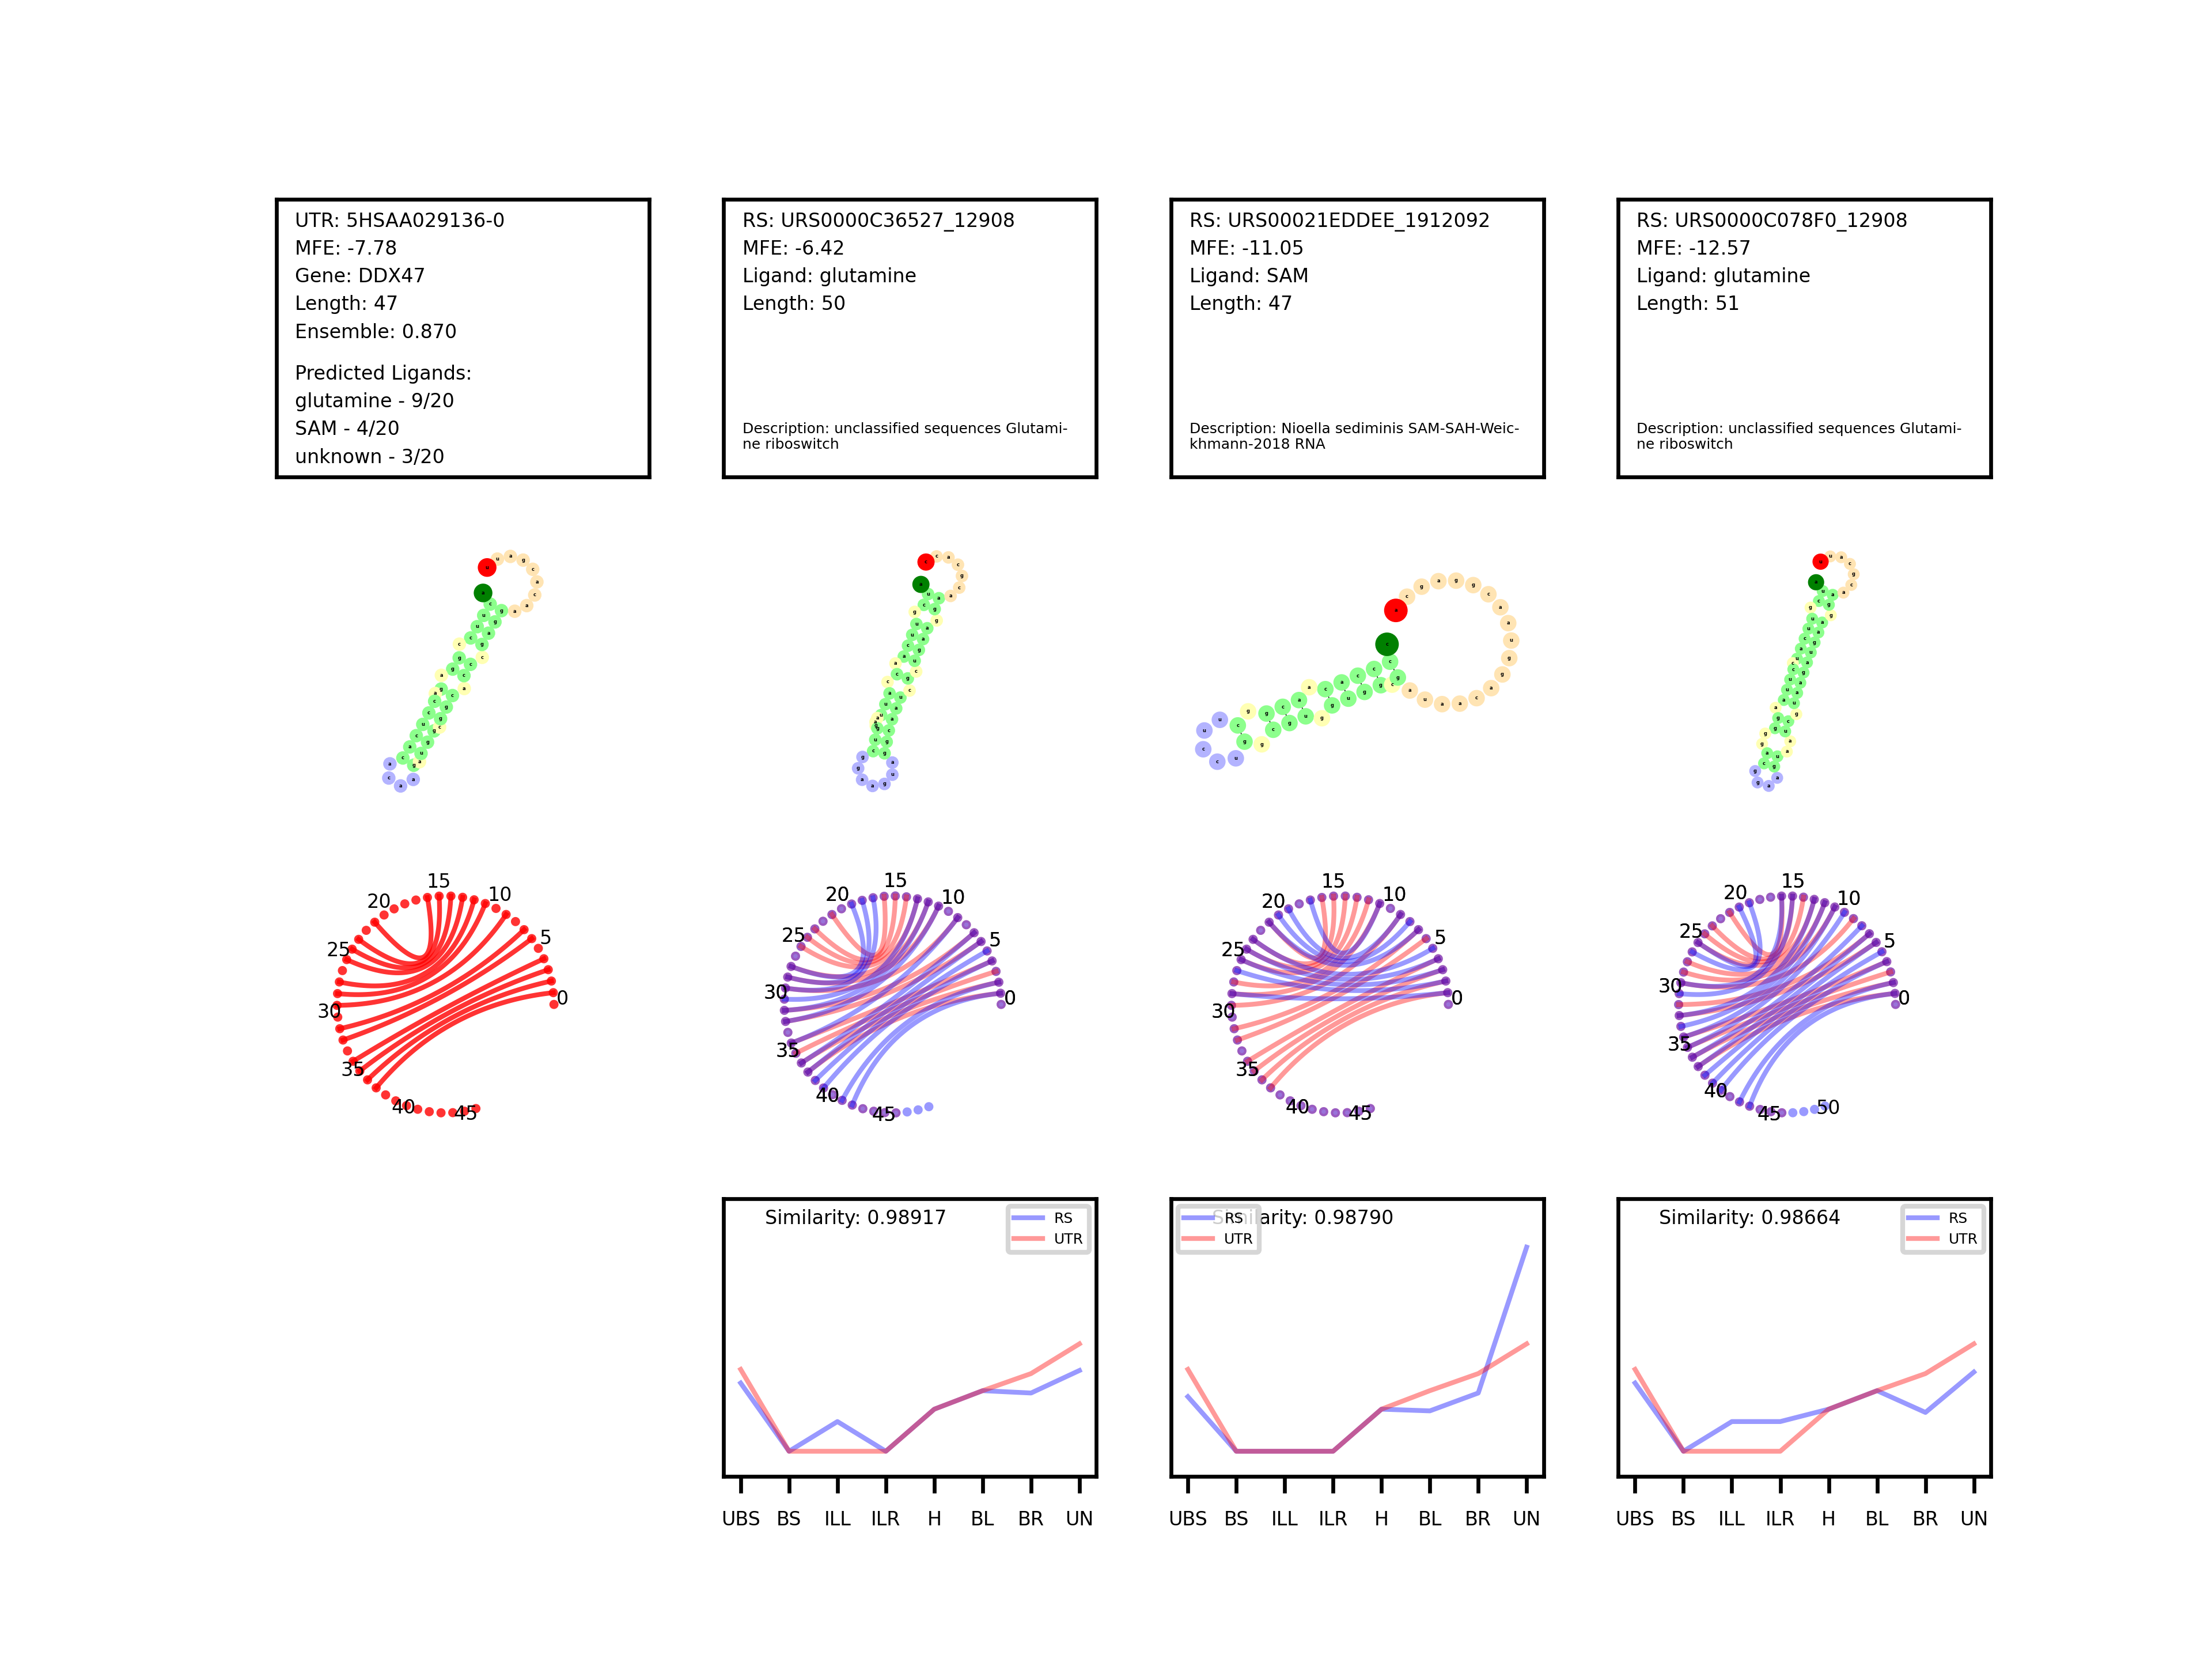 UTR: 5HSAA029136-0
MFE: -7.78
Gene: DDX47
Length: 47
Ensemble: 0.870
Predicted Ligands:
glutamine - 9/20
SAM - 4/20
unknown - 3/20
RS: URS0000C36527_12908
MFE: -6.42
Ligand: glutamine
Length: 50
Description: unclassified sequences Glutami-
ne riboswitch
RS: URS00021EDDEE_1912092
MFE: -11.05
Ligand: SAM
Length: 47
Description: Nioella sediminis SAM-SAH-Weic-
khmann-2018 RNA
RS: URS0000C078F0_12908
MFE: -12.57
Ligand: glutamine
Length: 51
Description: unclassified sequences Glutami-
ne riboswitch
0
5
10
15
20
25
30
35
40
45
0
5
10
15
20
25
30
35
40
45
0
5
10
15
20
25
30
35
40
45
0
5
10
15
20
25
30
35
40
45
50
Similarity: 0.98917
RS
UTR
UBS BS ILL ILR H BL BR UN
Similarity: 0.98790
RS
UTR
UBS BS ILL ILR H BL BR UN
Similarity: 0.98664
RS
UTR
UBS BS ILL ILR H BL BR UN